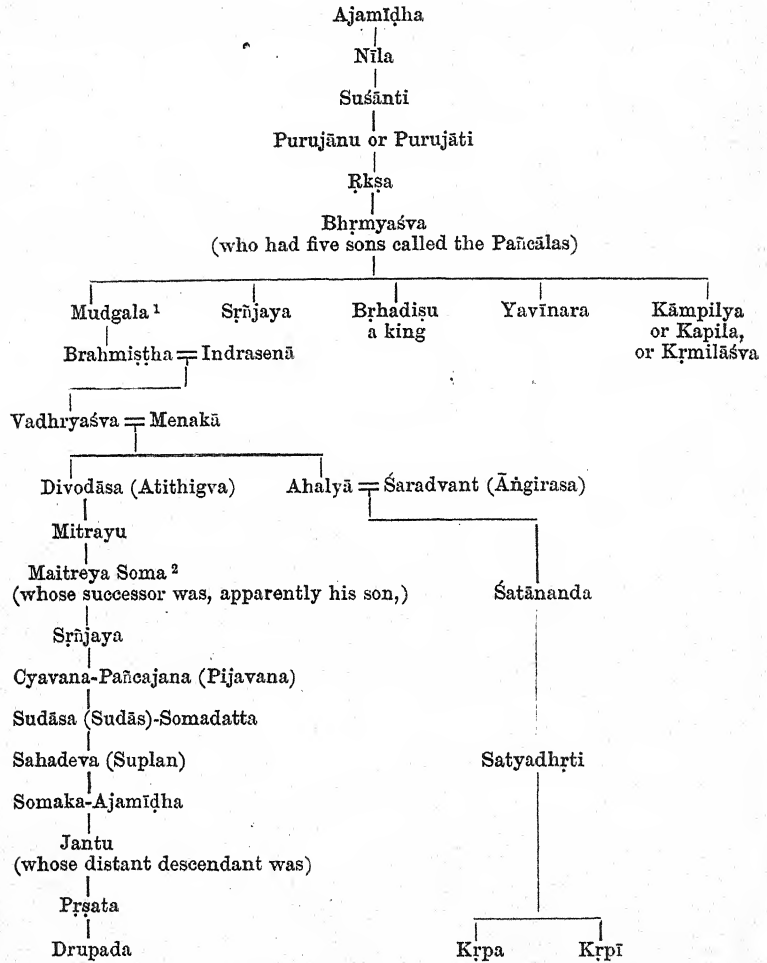 Ajamīḍha
Nīla
Suśānti
Purujānu or Purujāti
Ṛkṣa
Bhṛmyaśva
(who had five sons called the Pañcālas)
Mudgala ¹ Sṛñjaya Bṛhadiṣu Yavīnara Kāmpilya
a king or Kapila,
Brahmiṣṭha = Indrasenā or Kṛmilāśva
Vadhryaśva = Menakā
Divodāsa (Atithigva) Ahalyā = Śaradvant (Āṅgirasa)
Mitrayu
Maitreya Soma ²
(whose successor was, apparently his son,) Śatānanda
Sṛñjaya
Cyavana-Pañcajana (Pijavana)
Sudāsa (Sudās)-Somadatta
Sahadeva (Suplan) Satyadhṛti
Somaka-Ajamīḍha
Jantu
(whose distant descendant was)
Pṛṣata
Drupada Kṛpa Kṛpī